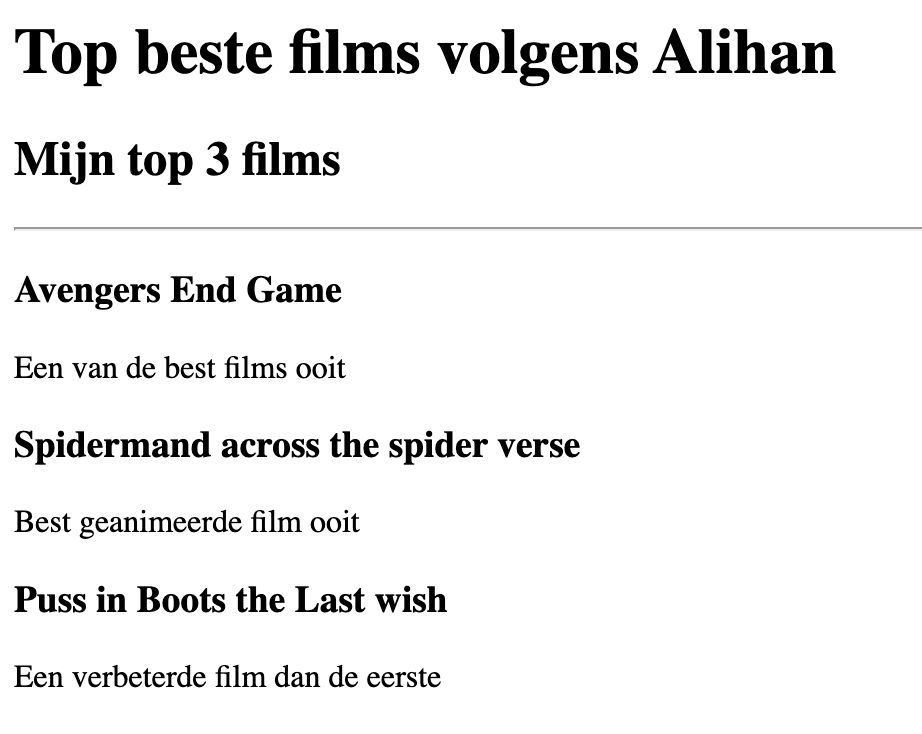 Top beste films volgens Alihan
Mijn top 3 films
Avengers End Game
Een van de best films ooit
Spidermand across the spider verse
Best geanimeerde film ooit
Puss in Boots the Last wish
Een verbeterde film dan de eerste